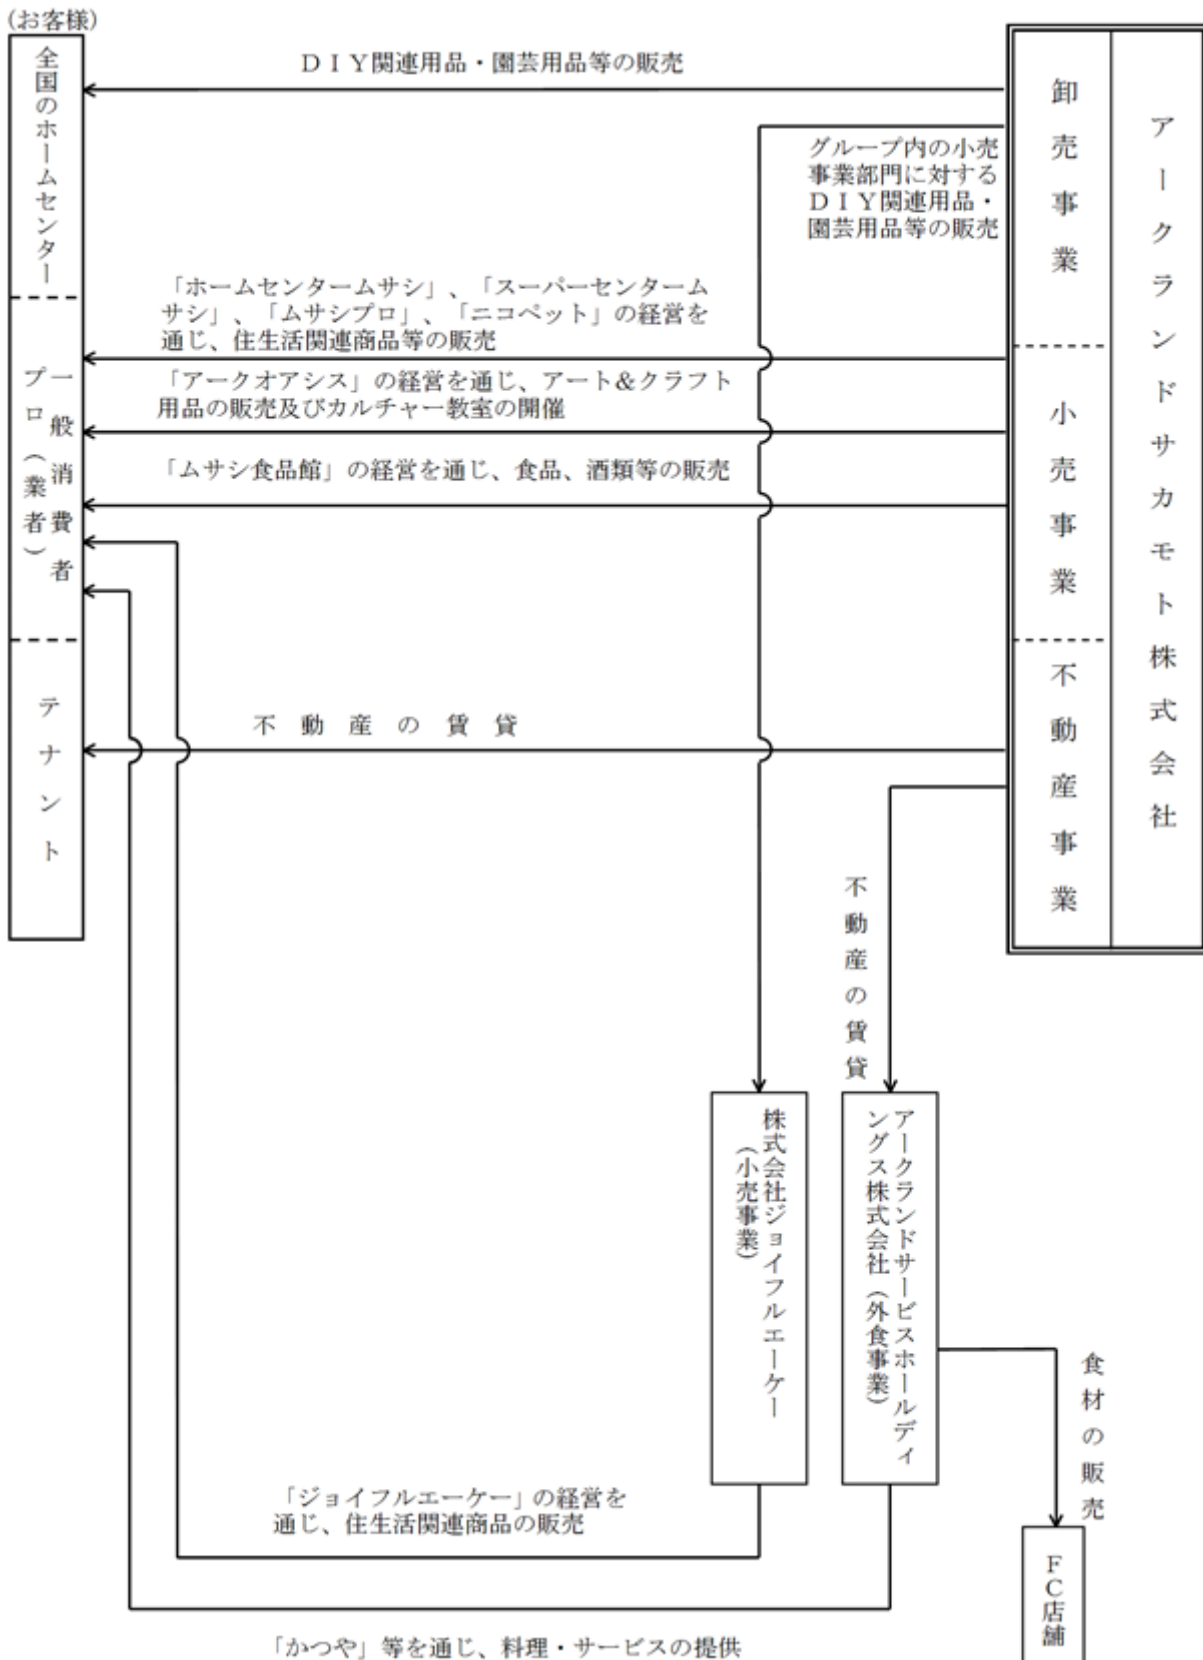 (お客様)
全国のホームセンター
一般消費者
プロ(業者)
テナント
ＤＩＹ関連用品・園芸用品等の販売
グループ内の小売
事業部門に対する
ＤＩＹ関連用品・
園芸用品等の販売
「ホームセンタームサシ」、「スーパーセンターム
サシ」、「ムサシプロ」、「ニコペット」の経営を
通じ、住生活関連商品等の販売
「アークオアシス」の経営を通じ、アート＆クラフト
用品の販売及びカルチャー教室の開催
「ムサシ食品館」の経営を通じ、食品、酒類等の販売
不動産の賃貸
アークランドサカモト株式会社
卸売事業
小売事業
不動産事業
不動産の賃貸
株式会社ジョイフルエーケー
(小売事業)
アークランドサービスホールディ
ングス株式会社(外食事業)
食材の販売
ＦＣ店舗
「ジョイフルエーケー」の経営を
通じ、住生活関連商品の販売
「かつや」等を通じ、料理・サービスの提供